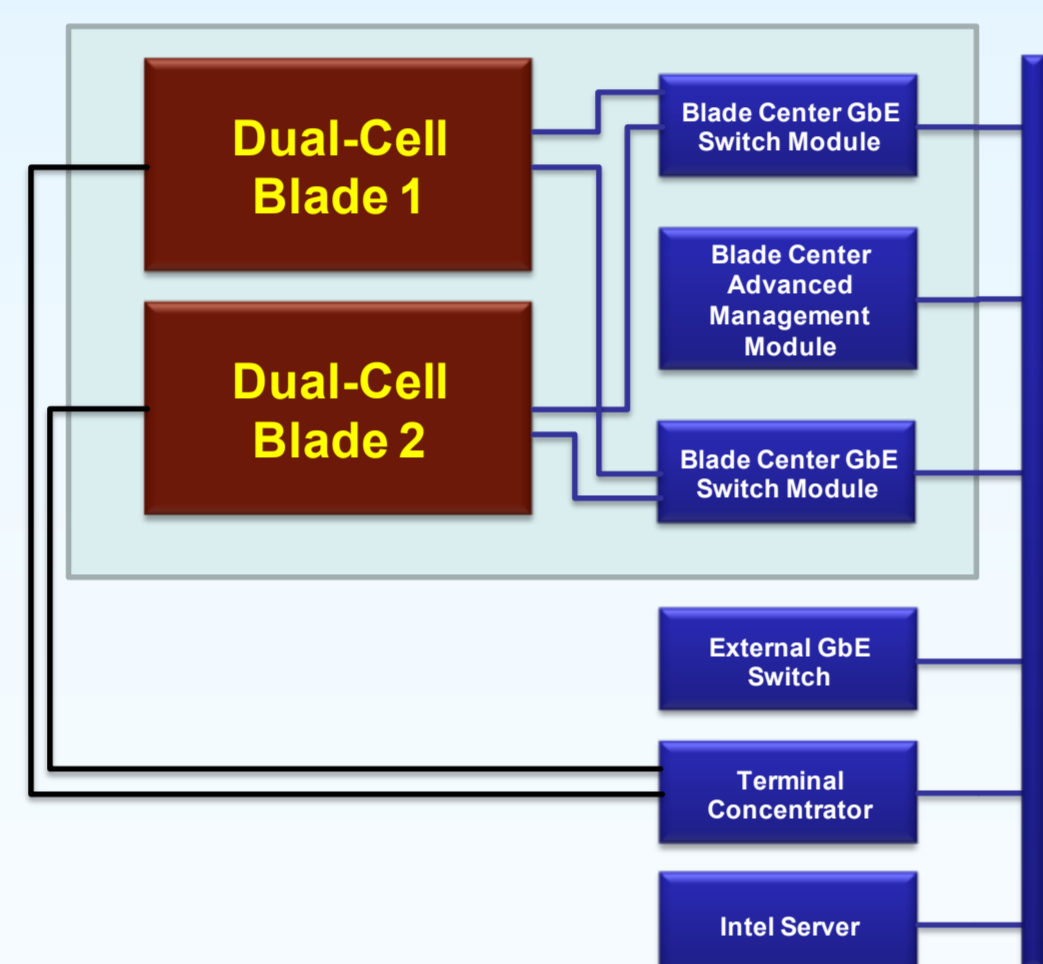 Dual-Cell
Blade 1
Blade Center GbE
Switch Module
Blade Center
Advanced
Management
Module
Dual-Cell
Blade 2
Blade Center GbE
Switch Module
External GbE
Switch
Terminal
Concentrator
Intel Server